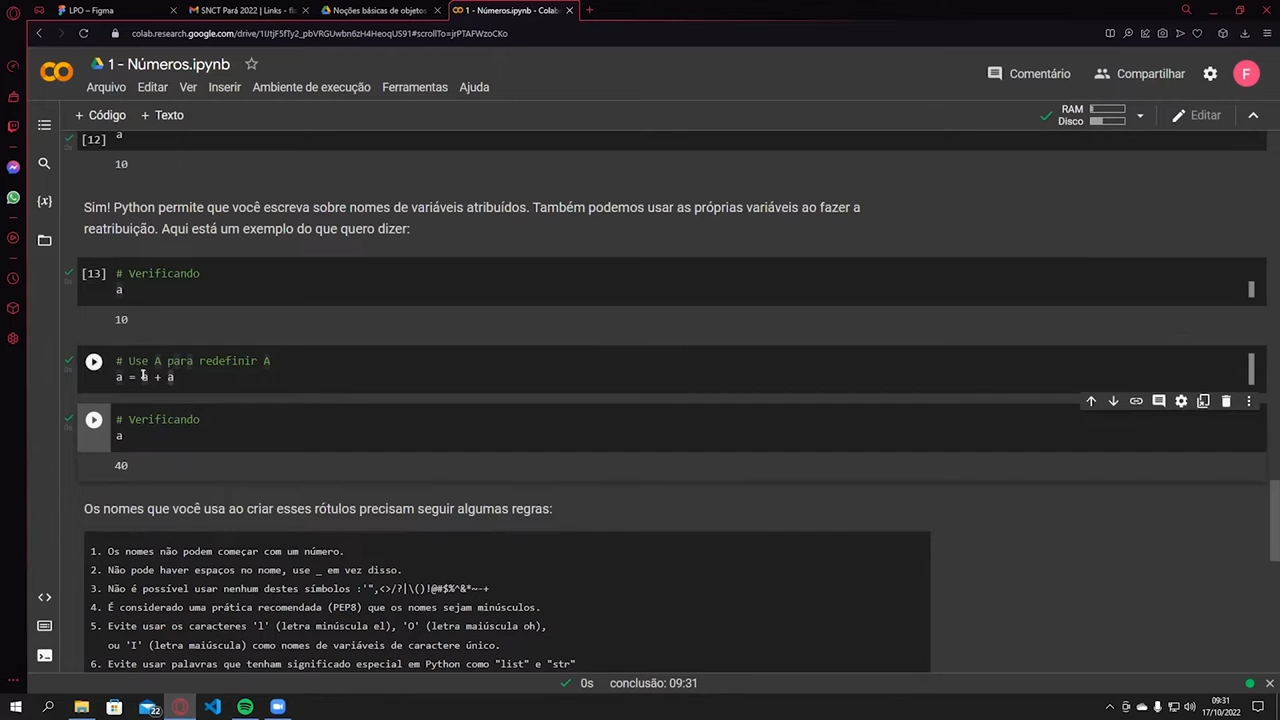 LPO – Figma
SNCT Pará 2022 | Links - fl
Noções básicas de objetos
1 - Números.ipynb - Colab
colab.research.google.com/drive/1IJtjF5fTy2_pbVRGUwbn6zH4HeoqUS91#scrollTo=jrPTAFWzoCKo
1 - Números.ipynb
Comentário
Compartilhar
F
Arquivo Editar Ver Inserir Ambiente de execução Ferramentas Ajuda
+ Código + Texto
RAM
Disco
Editar
[12] a
10
Sim! Python permite que você escreva sobre nomes de variáveis atribuídos. Também podemos usar as próprias variáveis ao fazer a
reatribuição. Aqui está um exemplo do que quero dizer:
[13] # Verificando
a
10
# Use A para redefinir A
a = a + a
# Verificando
a
40
Os nomes que você usa ao criar esses rótulos precisam seguir algumas regras:
1. Os nomes não podem começar com um número.
2. Não pode haver espaços no nome, use _ em vez disso.
3. Não é possível usar nenhum destes símbolos :'",<>/?|\()!@#$%^&*~-+
4. É considerado uma prática recomendada (PEP8) que os nomes sejam minúsculos.
5. Evite usar os caracteres 'l' (letra minúscula el), 'O' (letra maiúscula oh),
ou 'I' (letra maiúscula) como nomes de variáveis de caractere único.
6. Evite usar palavras que tenham significado especial em Python como "list" e "str"
0s conclusão: 09:31
22
09:31
17/10/2022